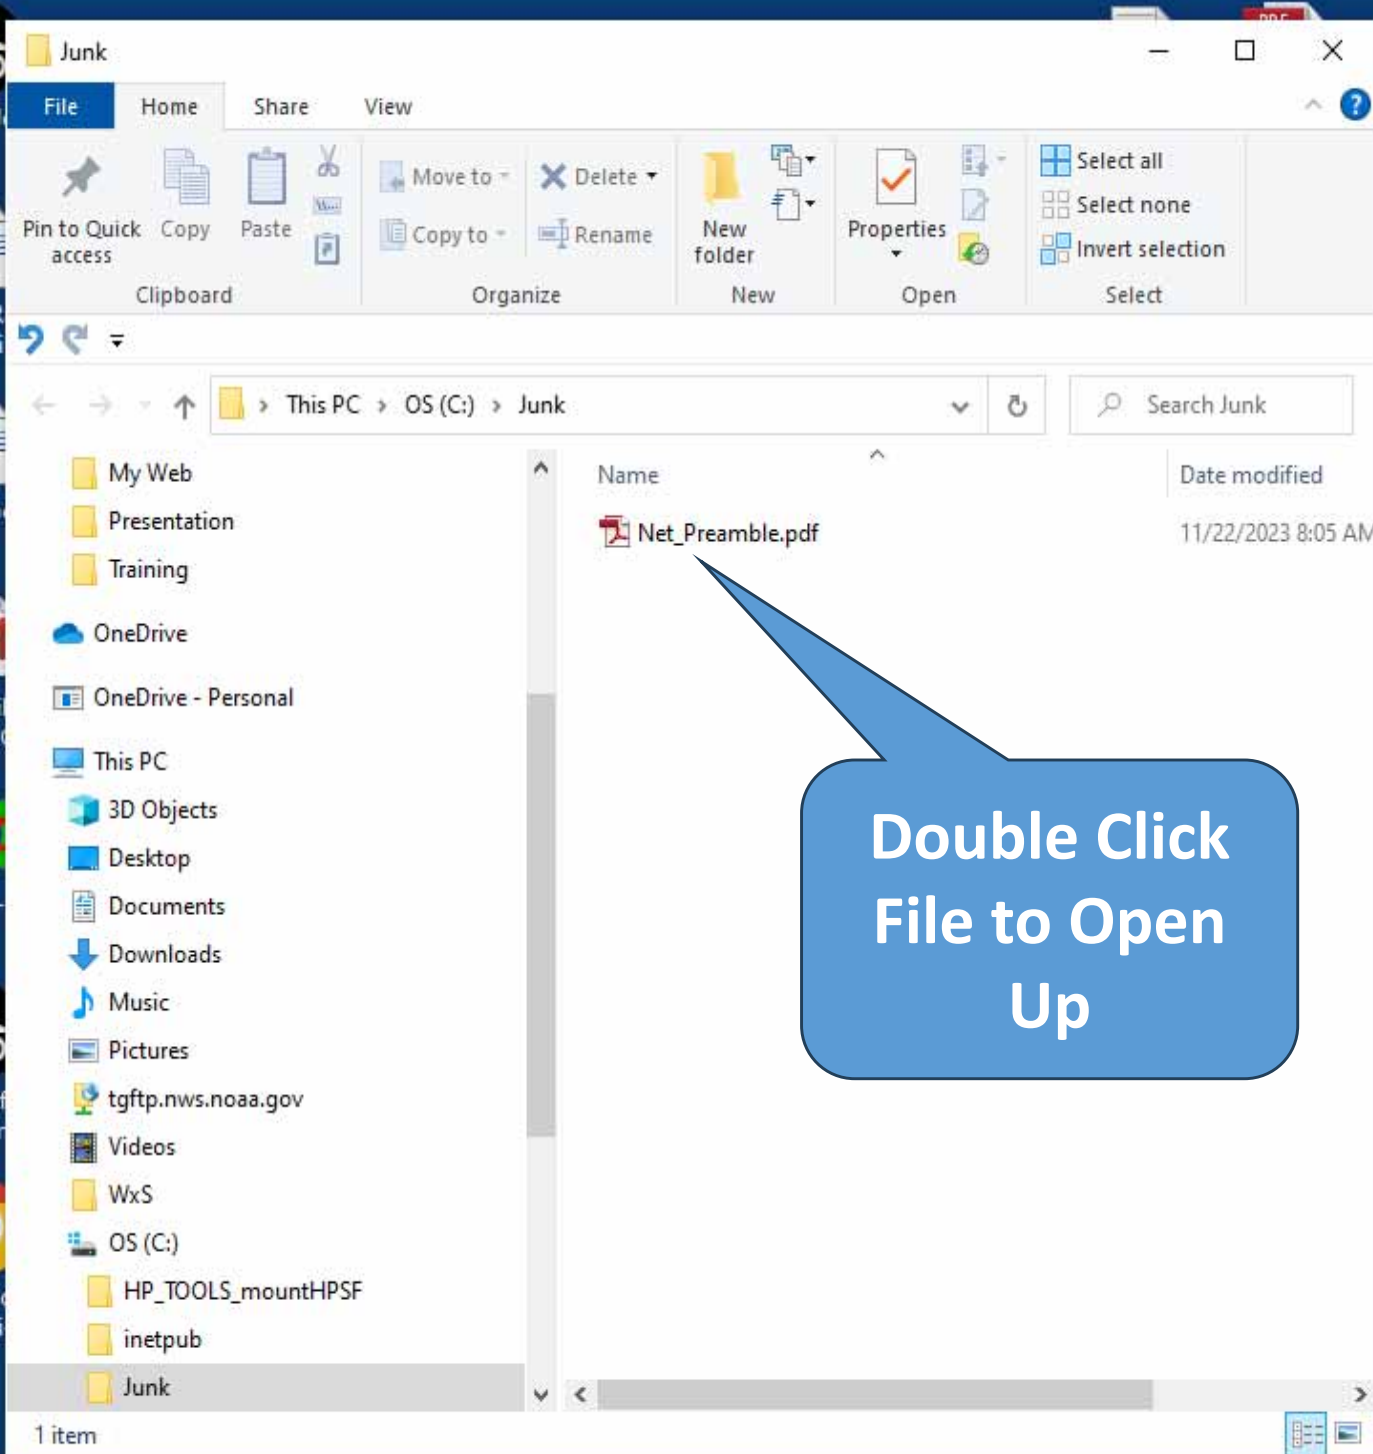 PDF
Junk
File Home Share View
Pin to Quick access
Copy
Paste
Clipboard
Move to
Copy to
Delete
Rename
Organize
New folder
New
Properties
Open
Select all
Select none
Invert selection
Select
This PC > OS (C:) > Junk
Search Junk
My Web
Presentation
Training
OneDrive
OneDrive - Personal
This PC
3D Objects
Desktop
Documents
Downloads
Music
Pictures
tgftp.nws.noaa.gov
Videos
WxS
OS (C:)
HP_TOOLS_mountHPSF
inetpub
Junk
Name Date modified
Net_Preamble.pdf 11/22/2023 8:05 AM
Double Click
File to Open
Up
1 item